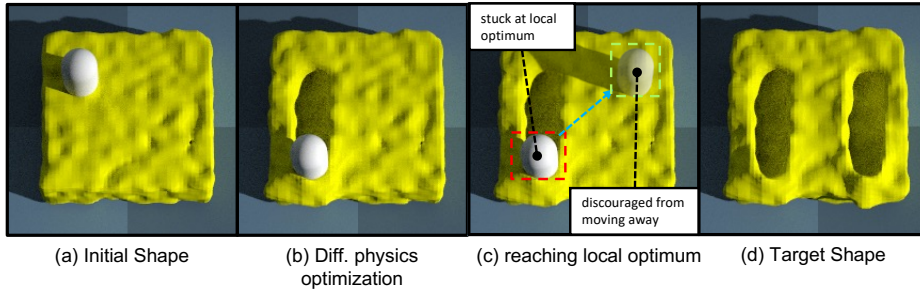 stuck at local
optimum
discouraged from
moving away
(a) Initial Shape
(b) Diff. physics
optimization
(c) reaching local optimum
(d) Target Shape